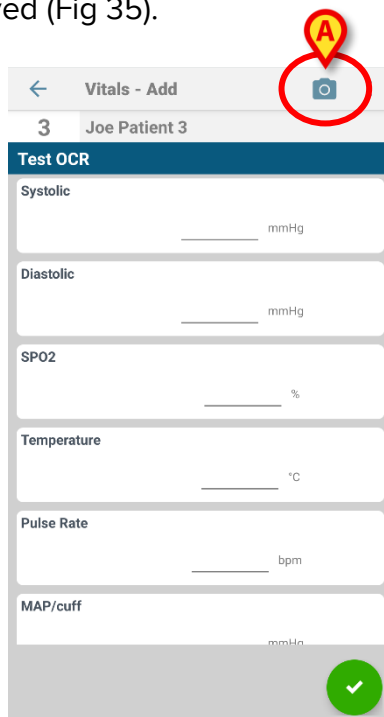 ved (Fig 35).
A
Vitals - Add
3 Joe Patient 3
Test OCR
Systolic
mmHg
Diastolic
mmHg
SPO2
%
Temperature
°C
Pulse Rate
bpm
MAP/cuff
mmHg